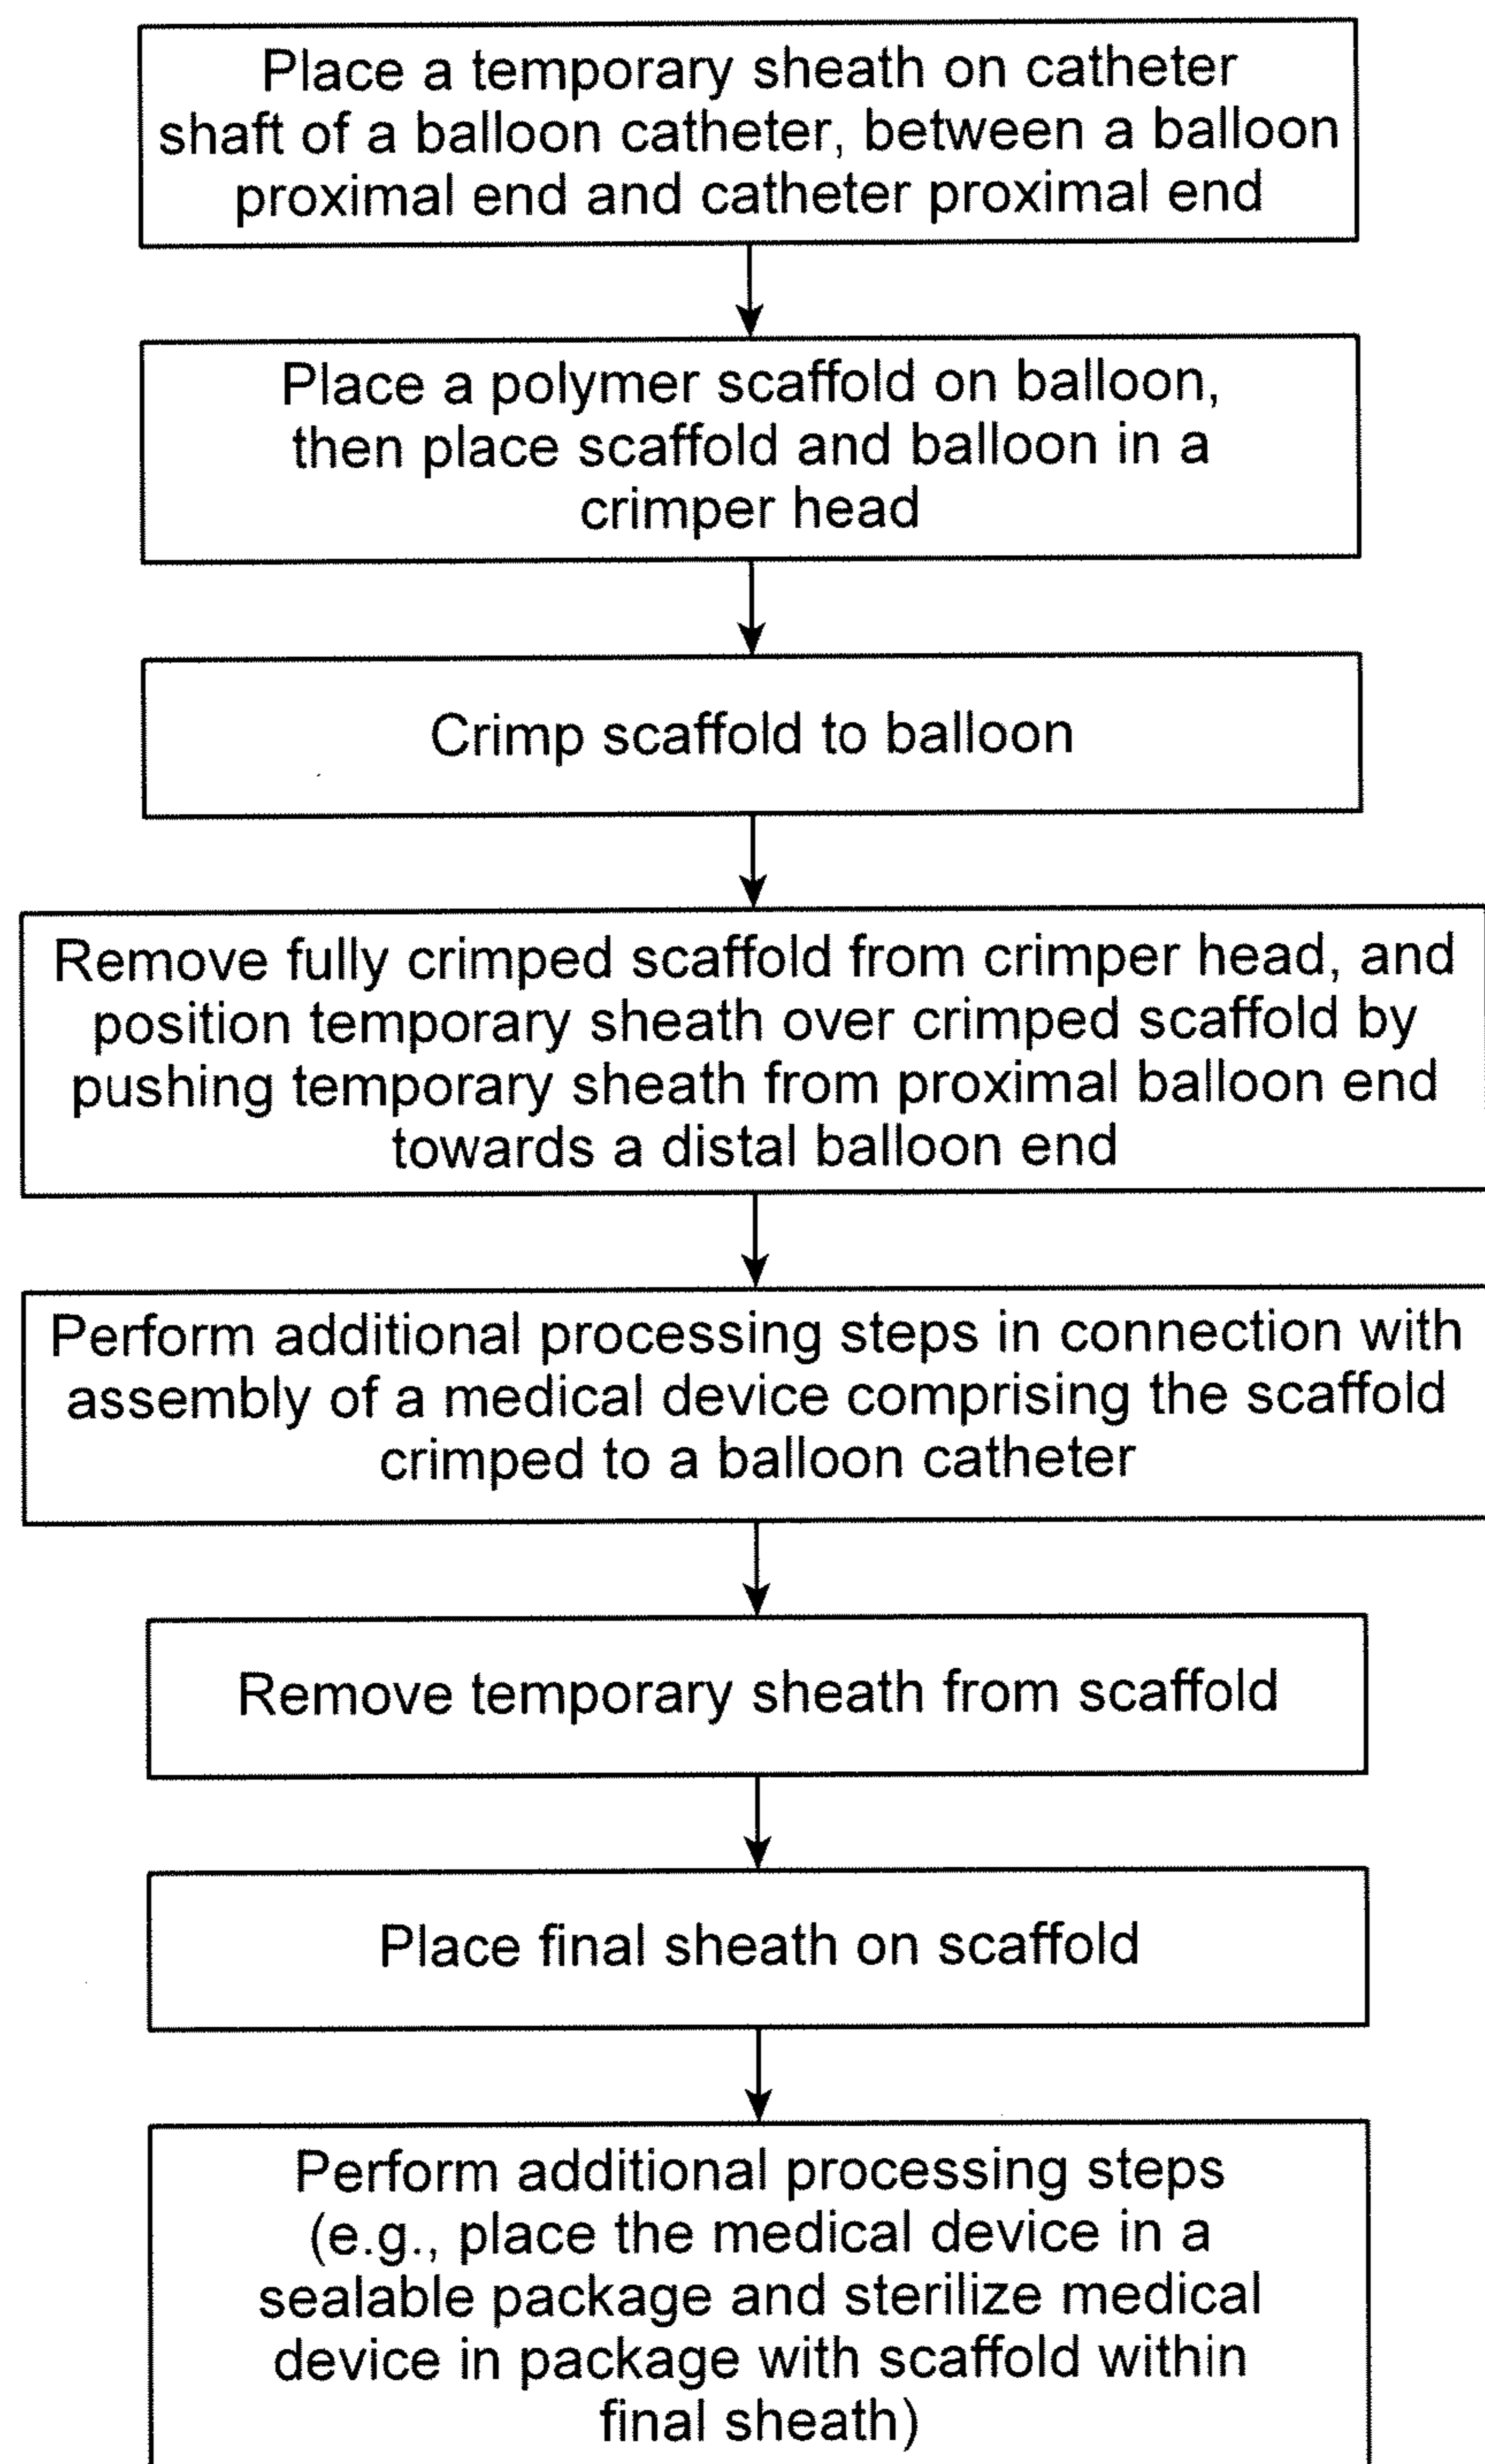 Place a temporary sheath on catheter
shaft of a balloon catheter, between a balloon
proximal end and catheter proximal end
Place a polymer scaffold on balloon,
then place scaffold and balloon in a
crimper head
Crimp scaffold to balloon
Remove fully crimped scaffold from crimper head, and
position temporary sheath over crimped scaffold by
pushing temporary sheath from proximal balloon end
towards a distal balloon end
Perform additional processing steps in connection with
assembly of a medical device comprising the scaffold
crimped to a balloon catheter
Remove temporary sheath from scaffold
Place final sheath on scaffold
Perform additional processing steps
(e.g., place the medical device in a
sealable package and sterilize medical
device in package with scaffold within
final sheath)